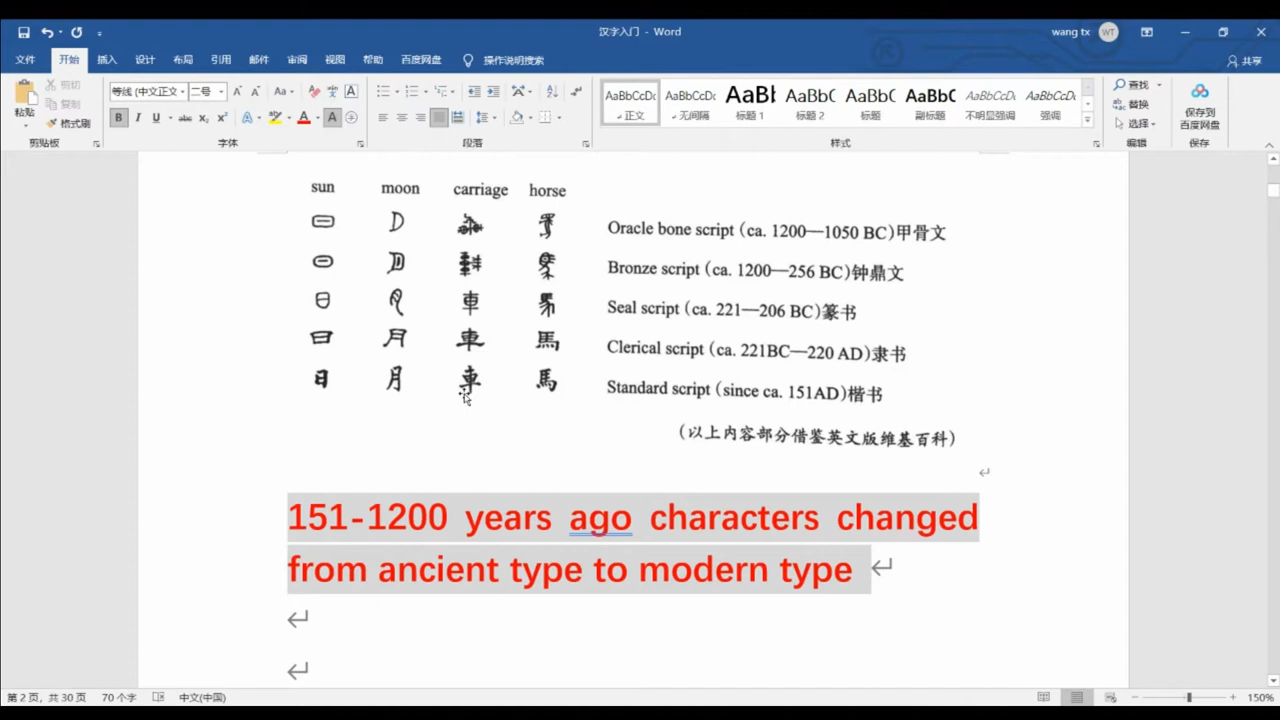 汉字入门 - Word
wang tx
WT
文件 开始 插入 设计 布局 引用 邮件 审阅 视图 帮助 百度网盘 操作说明搜索 共享
粘贴 剪切 复制 格式刷
等线 (中文正文 二号
AaBbCcDc AaBbCcDc AaBb AaBbC AaBbC AaBbC AaBbCcDc AaBbCcDc
正文 无间隔 标题 1 标题 2 标题 副标题 不明显强调 强调
查找 替换 选择
保存到 百度网盘
剪贴板 字体 段落 样式 编辑 保存
sun moon carriage horse
Oracle bone script (ca. 1200—1050 BC)甲骨文
Bronze script (ca. 1200—256 BC)钟鼎文
Seal script (ca. 221—206 BC)篆书
曰 月 車 馬 Clerical script (ca. 221BC—220 AD)隶书
日 月 車 馬 Standard script (since ca. 151AD)楷书
(以上内容部分借鉴英文版维基百科)
151-1200 years ago characters changed
from ancient type to modern type
第 2 页，共 30 页 70 个字 中文(中国) 150%